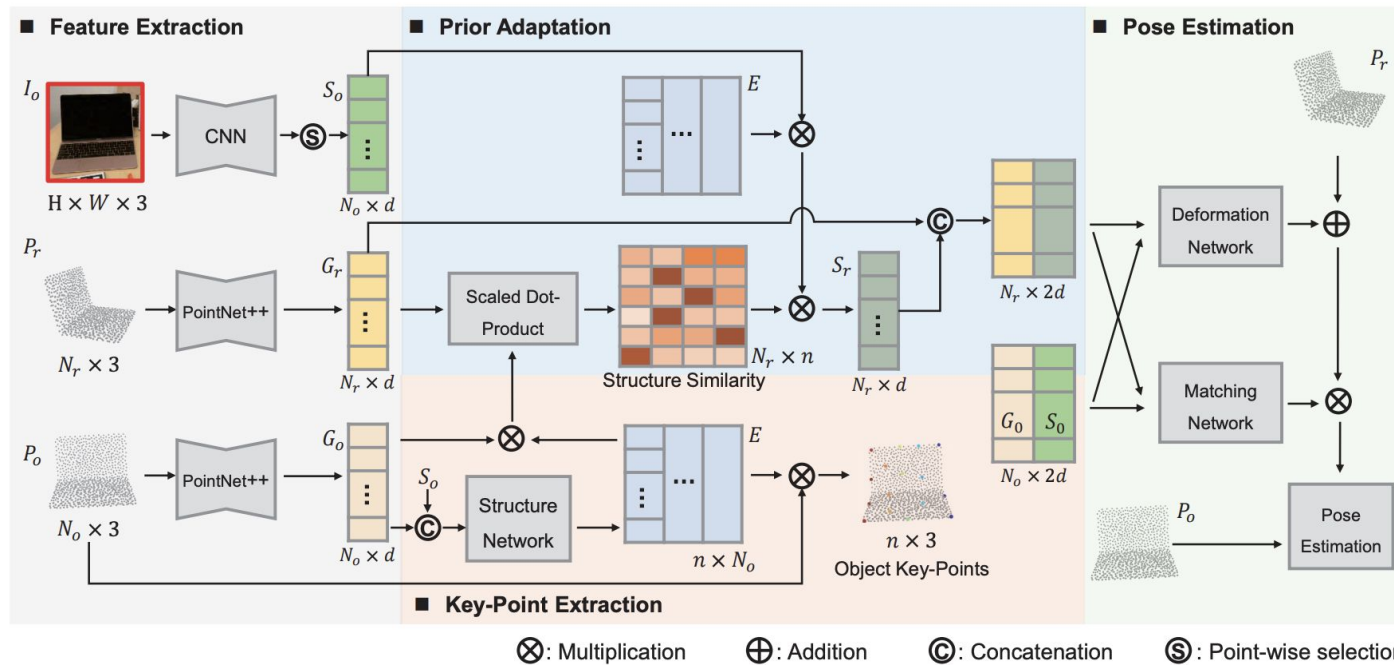 ■ Feature Extraction
■ Prior Adaptation
■ Pose Estimation
I_o
H × W × 3
CNN
S
S_o
N_o × d
E
P_r
N_r × 3
PointNet++
G_r
N_r × d
Scaled Dot-
Product
Structure Similarity
N_r × n
S_r
N_r × d
C
N_r × 2d
P_r
Deformation
Network
P_o
N_o × 3
PointNet++
G_o
N_o × d
S_o
C
Structure
Network
E
n × N_o
n × 3
Object Key-Points
G_0
S_0
N_o × 2d
Matching
Network
P_o
Pose
Estimation
■ Key-Point Extraction
⊗: Multiplication
⊕: Addition
Ⓒ: Concatenation
Ⓢ: Point-wise selectio